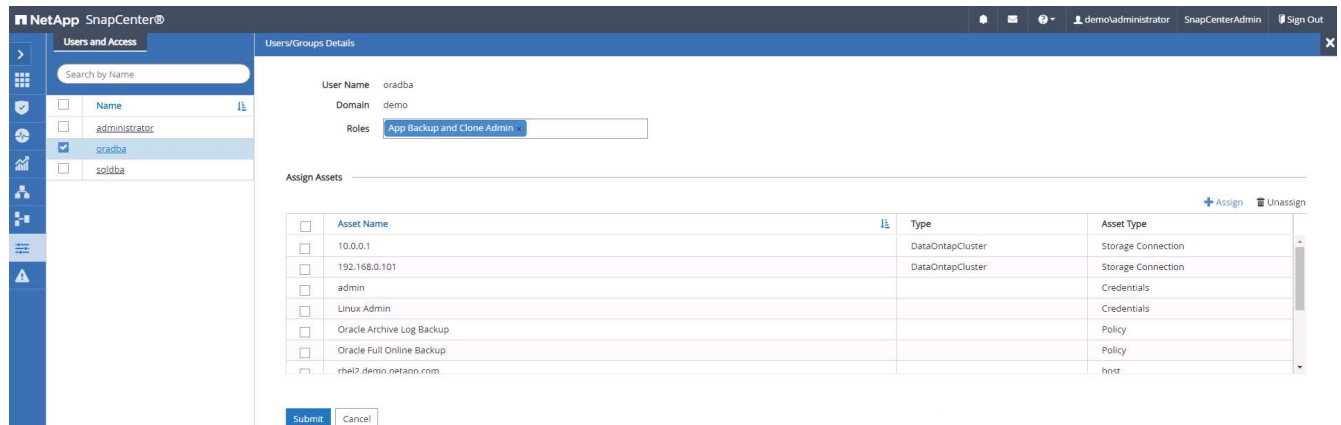 NetApp SnapCenter® demo\administrator SnapCenterAdmin Sign Out
Users and Access
Users/Groups Details
Search by Name
Name
administrator
oradba
sqldba
User Name oradba
Domain demo
Roles App Backup and Clone Admin ×
Assign Assets
Assign Unassign
Asset Name Type Asset Type
10.0.0.1 DataOntapCluster Storage Connection
192.168.0.101 DataOntapCluster Storage Connection
admin Credentials
Linux Admin Credentials
Oracle Archive Log Backup Policy
Oracle Full Online Backup Policy
rhel2.demo.netapp.com host
Submit Cancel